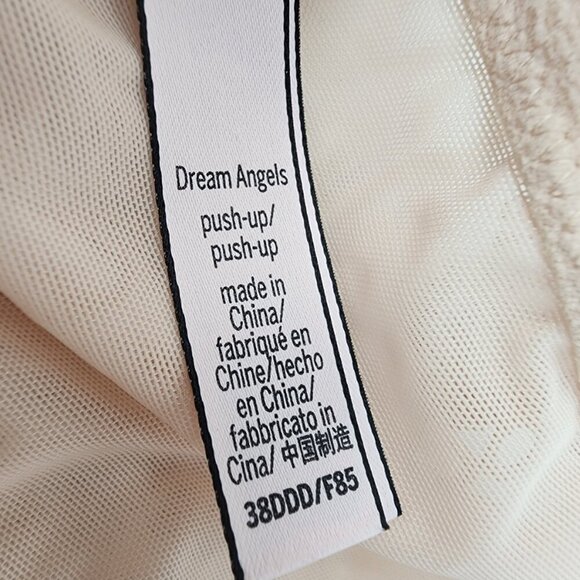 Dream Angels
push-up/
push-up
made in
China/
fabriqué en
Chine/hecho
en China/
fabbricato in
Cina/ 中国制造
38DDD/F85